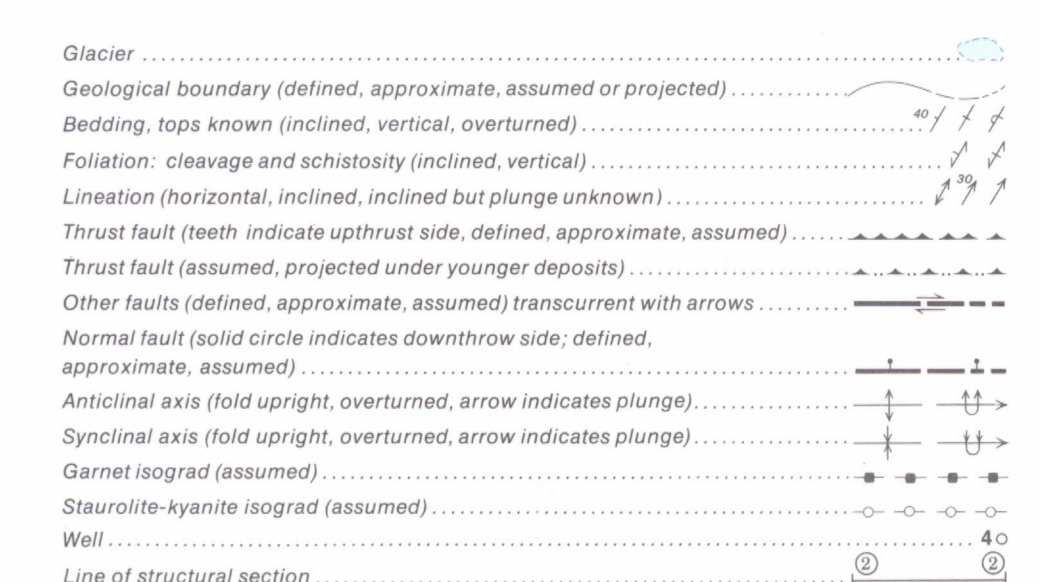 Glacier
Geological boundary (defined, approximate, assumed or projected)
Bedding, tops known (inclined, vertical, overturned) 40
Foliation: cleavage and schistosity (inclined, vertical)
Lineation (horizontal, inclined, inclined but plunge unknown) 30
Thrust fault (teeth indicate upthrust side, defined, approximate, assumed)
Thrust fault (assumed, projected under younger deposits)
Other faults (defined, approximate, assumed) transcurrent with arrows
Normal fault (solid circle indicates downthrow side; defined,
approximate, assumed)
Anticlinal axis (fold upright, overturned, arrow indicates plunge)
Synclinal axis (fold upright, overturned, arrow indicates plunge)
Garnet isograd (assumed)
Staurolite-kyanite isograd (assumed)
Well 4
Line of structural section 2 2